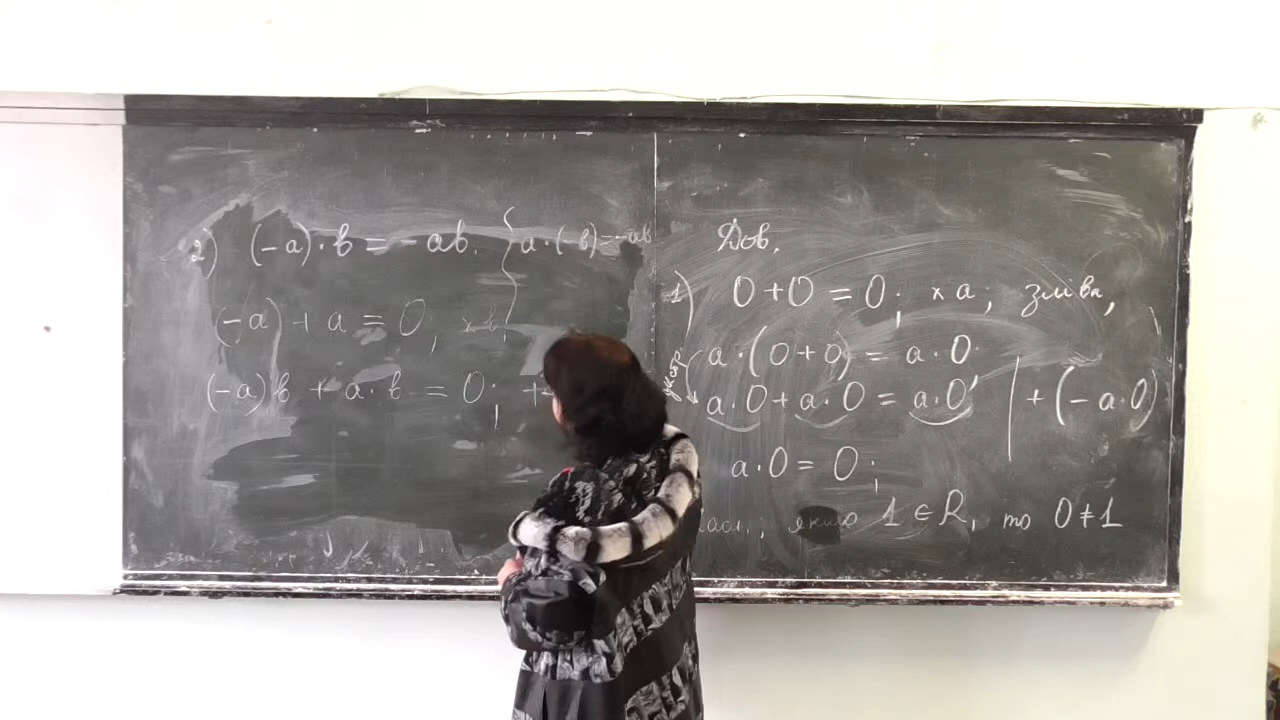 2) (-a)·b = -ab. } a·(-b) = -ab
(-a) + a = 0; ×b
(-a)b + a·b = 0; +
Дов.
1) 0+0 = 0; ×a; зліва,
a·(0+0) = a·0;
дистр. a·0+a·0 = a·0; | +(-a·0)
a·0 = 0;
якщо 1∈R, то 0≠1